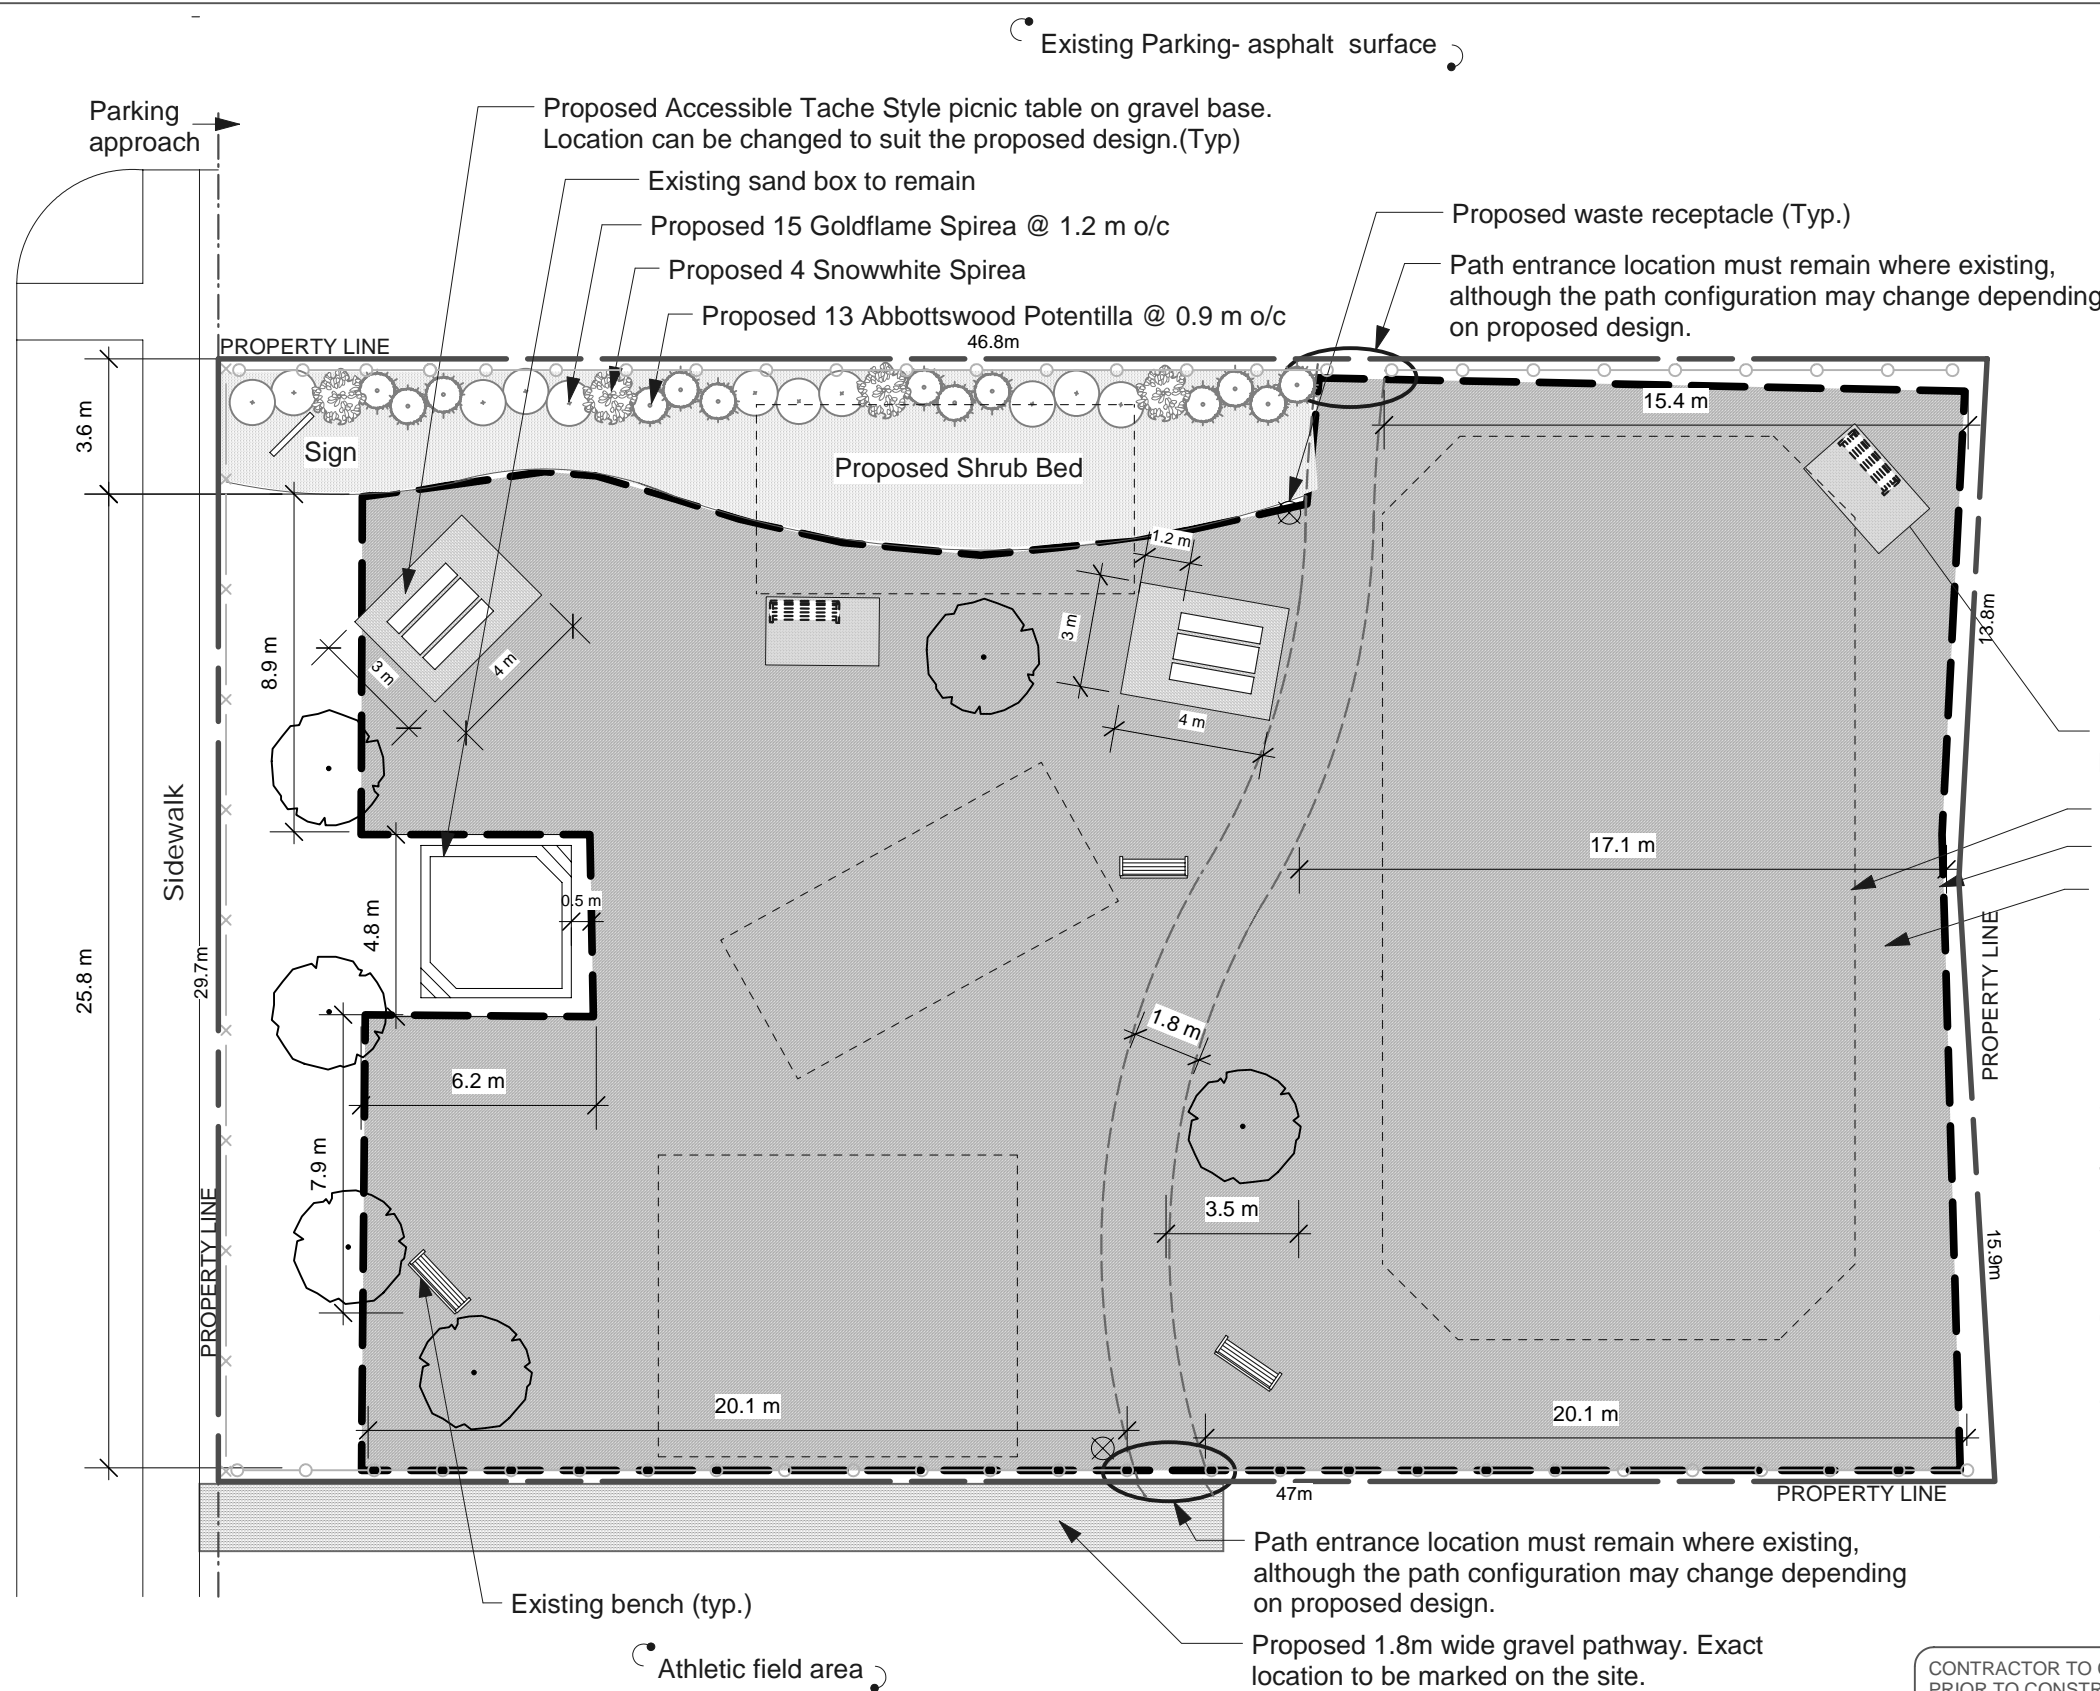 Existing Parking- asphalt  surface
Parking
approach
Proposed Accessible Tache Style picnic table on gravel base.
Location can be changed to suit the proposed design.(Typ)
Existing sand box to remain
Proposed 15 Goldflame Spirea @ 1.2 m o/c
Proposed 4 Snowwhite Spirea
Proposed 13 Abbottswood Potentilla @ 0.9 m o/c
Proposed waste receptacle (Typ.)
Path entrance location must remain where existing,
although the path configuration may change depending
on proposed design.
PROPERTY LINE
46.8m
3.6 m
15.4 m
Sign
Proposed Shrub Bed
1.2 m
3 m
4 m
8.9 m
3 m
4 m
13.8m
Sidewalk
17.1 m
0.5 m
4.8 m
25.8 m
29.7m
PROPERTY LINE
1.8 m
6.2 m
7.9 m
3.5 m
PROPERTY LINE
15.9m
20.1 m
20.1 m
47m
PROPERTY LINE
Path entrance location must remain where existing,
although the path configuration may change depending
on proposed design.
Existing bench (typ.)
Proposed 1.8m wide gravel pathway. Exact
location to be marked on the site.
Athletic field area
CONTRACTOR TO
PRIOR TO